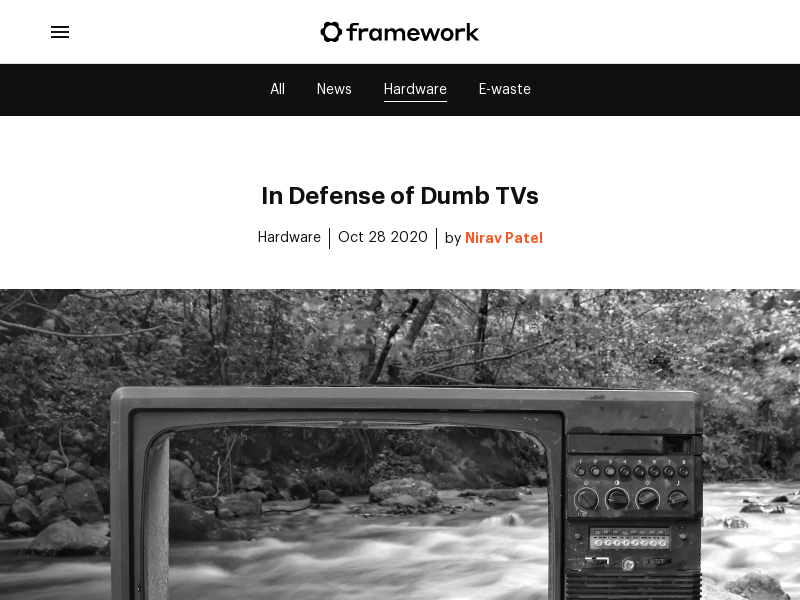 framework
All News Hardware E-waste
In Defense of Dumb TVs
Hardware Oct 28 2020 by Nirav Patel